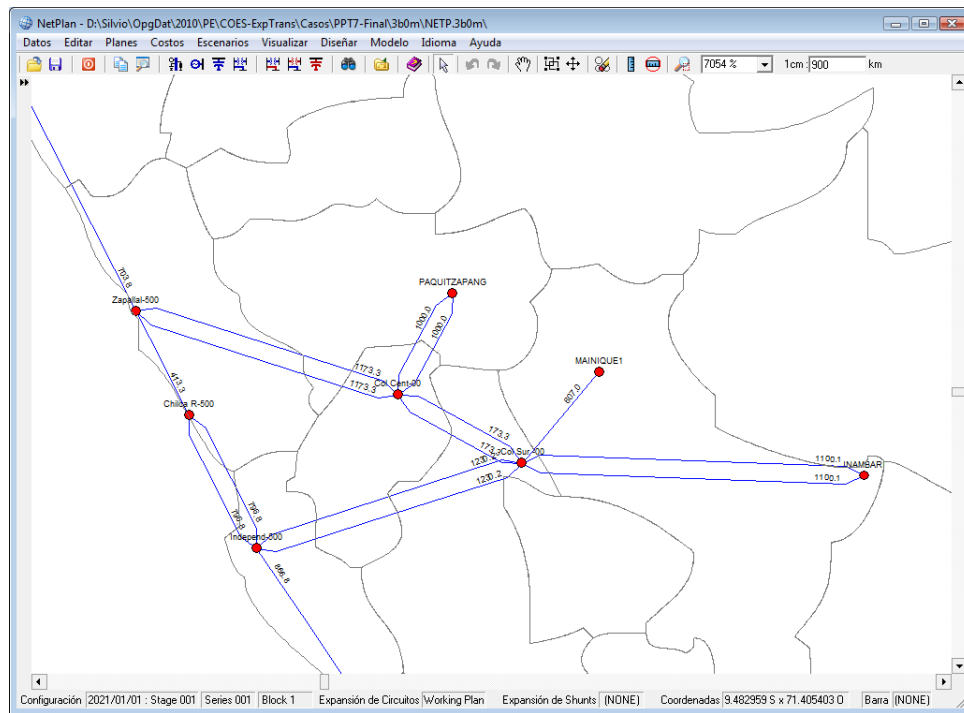 NetPlan - D:\Silvio\OpgDat\2010\PE\COES-ExpTrans\Casos\PPT7-Final\3b0m\NETP.3b0m\
Datos Editar Planes Costos Escenarios Visualizar Diseñar Modelo Idioma Ayuda
7054 % 1cm : 900 km
703.8
Zapallal-500
PAQUITZAPANG
1000.0
1000.0
1173.3
1173.3
Col Cent-00
413.3
Chilca R-500
MAINIQUE1
607.0
173.3
173.3
Col Sur -00
1230.2
1230.2
1100.1
1100.1
INAMBAR
796.8
796.8
Independ-500
866.8
Configuración 2021/01/01 : Stage 001 Series 001 Block 1 Expansión de Circuitos Working Plan Expansión de Shunts (NONE) Coordenadas 9.482959 S x 71.405403 O Barra (NONE)